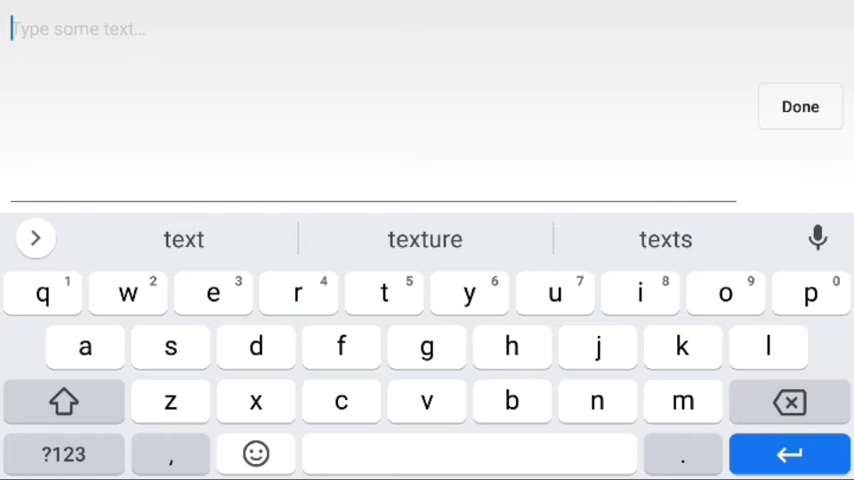 Type some text...
Done
text texture texts
q 1 w 2 e 3 r 4 t 5 y 6 u 7 i 8 o 9 p 0
a s d f g h j k l
z x c v b n m
?123 , .